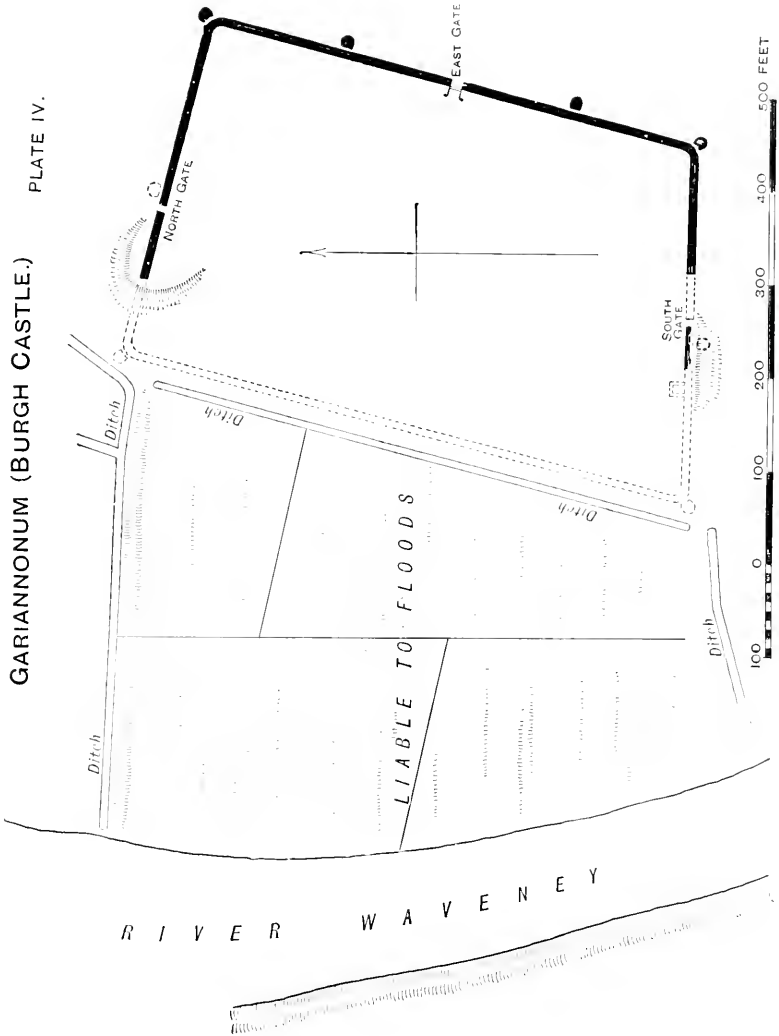 GARIANNONUM (BURGH CASTLE.)
PLATE IV.
NORTH GATE
EAST GATE
SOUTH GATE
Ditch
Ditch
Ditch
Ditch
Ditch
LIABLE TO FLOODS
RIVER WAVENEY
100 0 100 200 300 400 500 FEET